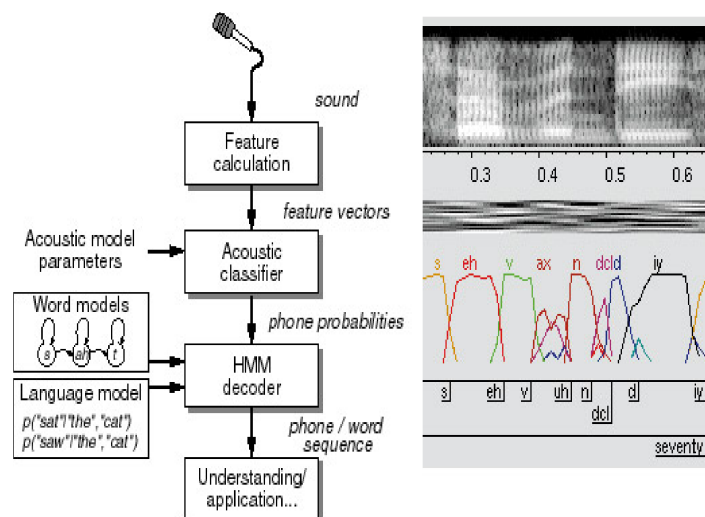 sound
Feature
calculation
feature vectors
Acoustic model
parameters
Acoustic
classifier
phone probabilities
Word models
s ah t
HMM
decoder
Language model
p("sat"|"the","cat")
p("saw"|"the","cat")
phone / word
sequence
Understanding/
application...
0.3 0.4 0.5 0.6
s eh v ax n dcl d iy
s eh v uh n d iy
dcl
seventy